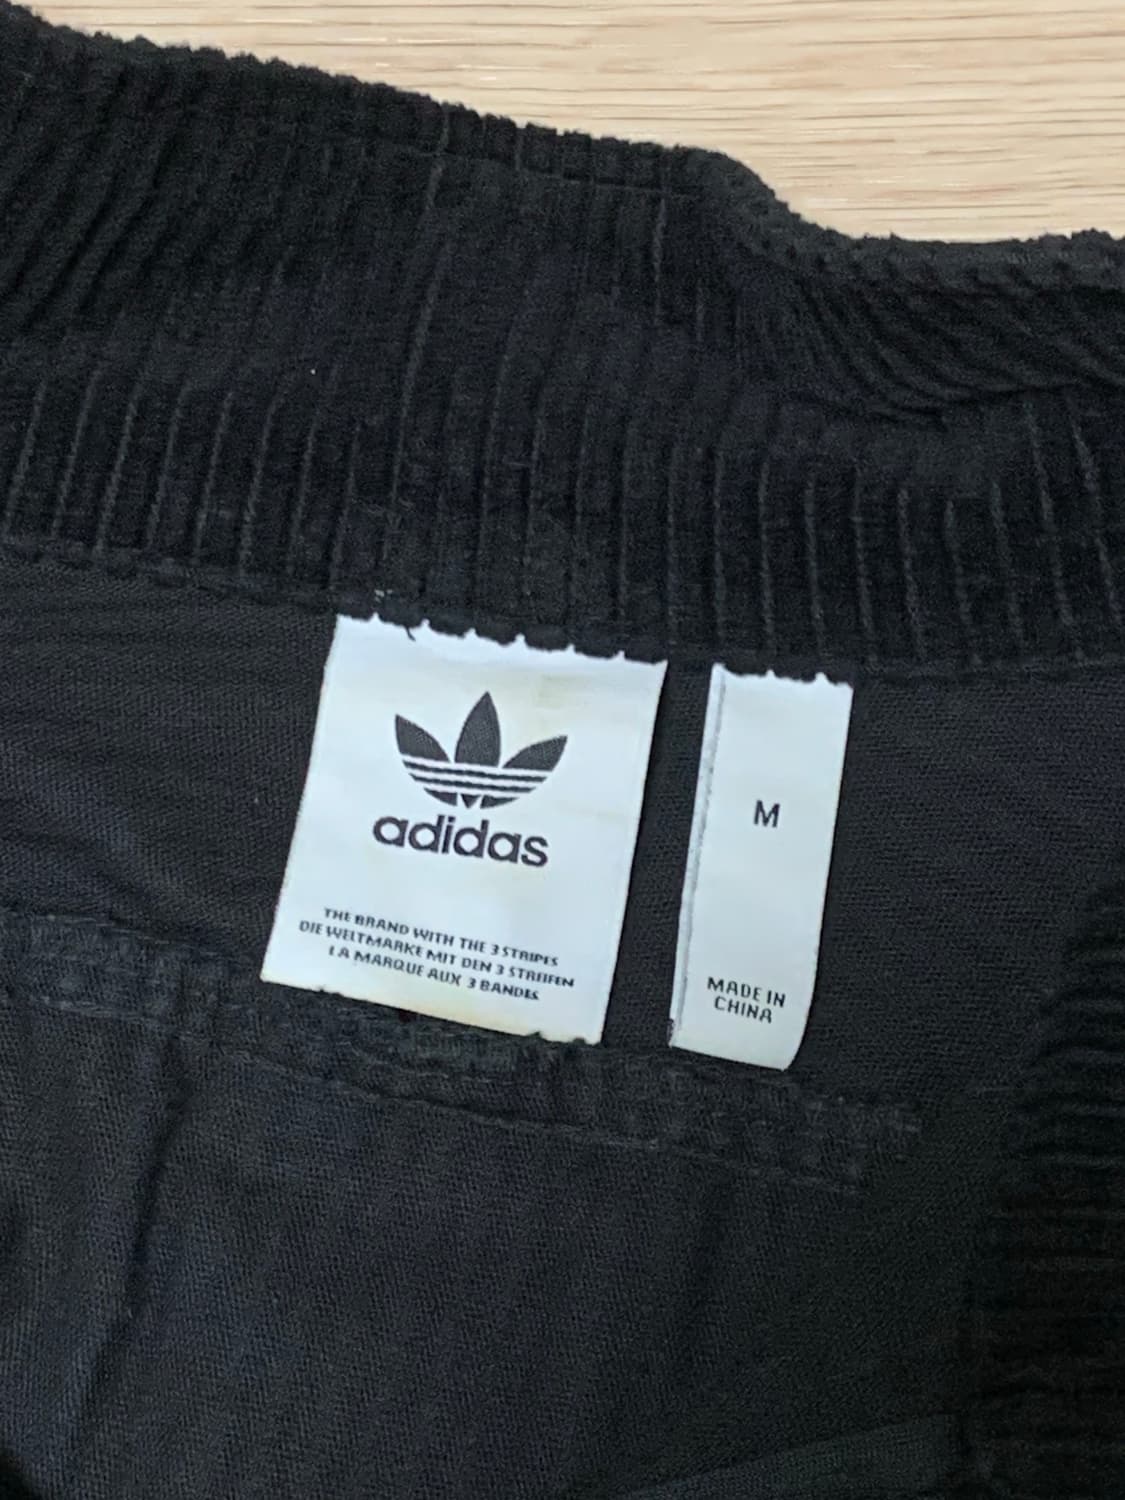 adidas
THE BRAND WITH THE 3 STRIPES
DIE WELTMARKE MIT DEN 3 STREIFEN
LA MARQUE AUX 3 BANDES
M
MADE IN
CHINA